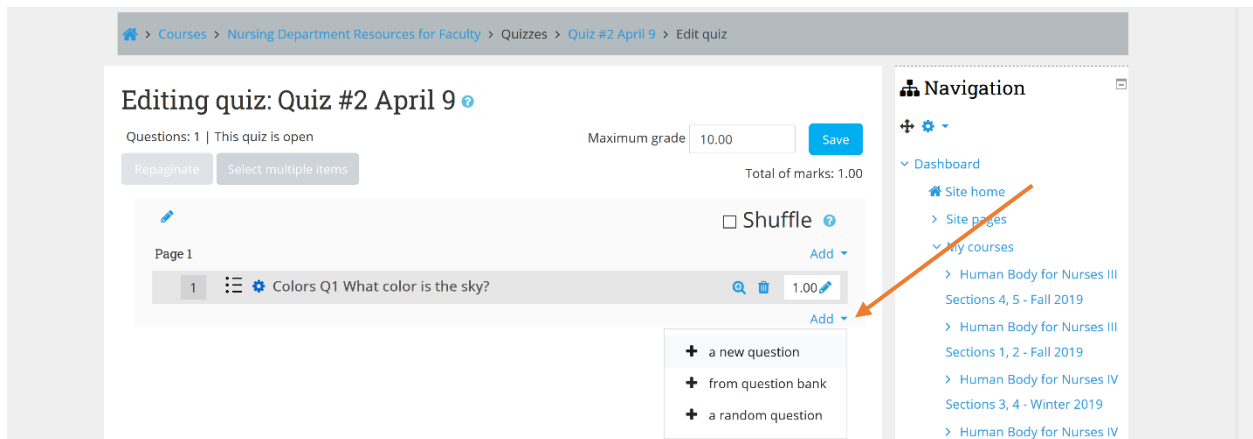 > Courses > Nursing Department Resources for Faculty > Quizzes > Quiz #2 April 9 > Edit quiz
Editing quiz: Quiz #2 April 9
Questions: 1 | This quiz is open
Maximum grade 10.00 Save
Repaginate Select multiple items
Total of marks: 1.00
Shuffle
Page 1
Add
1 Colors Q1 What color is the sky? 1.00
Add
a new question
from question bank
a random question
Navigation
Dashboard
Site home
Site pages
My courses
Human Body for Nurses III
Sections 4, 5 - Fall 2019
Human Body for Nurses III
Sections 1, 2 - Fall 2019
Human Body for Nurses IV
Sections 3, 4 - Winter 2019
Human Body for Nurses IV